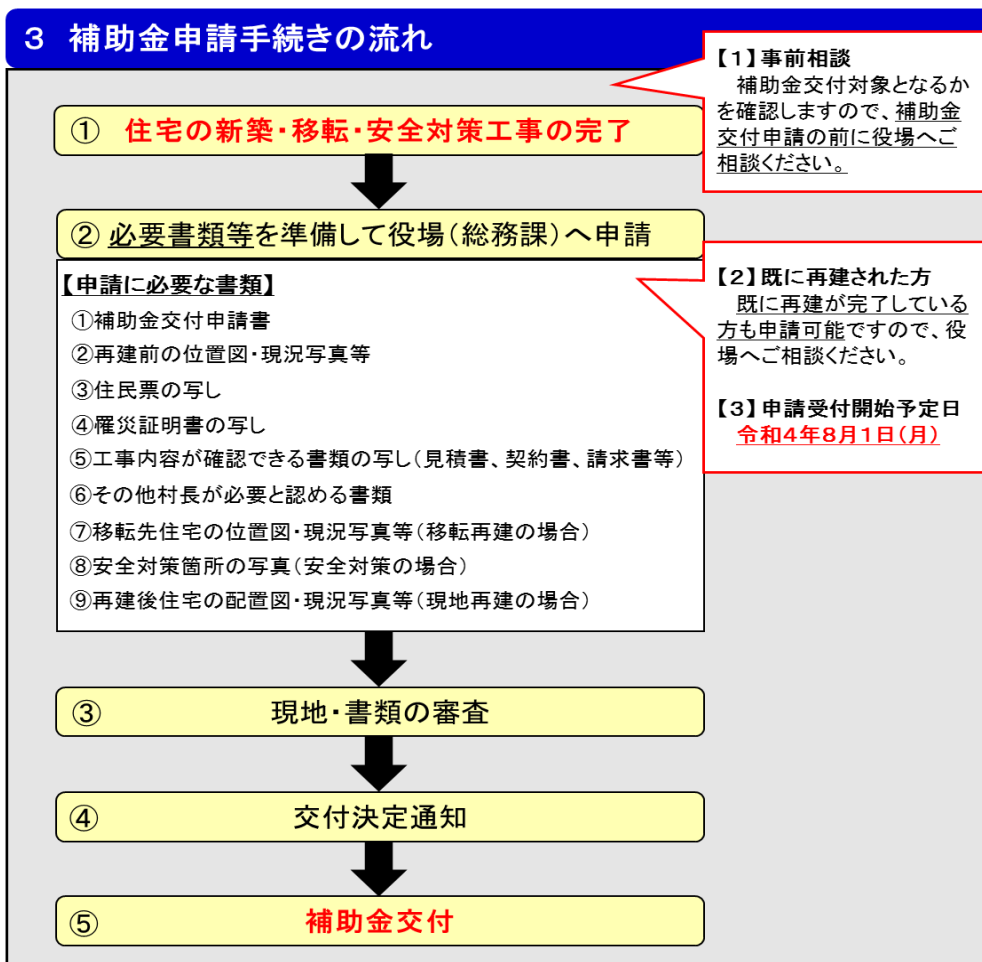 3 補助金申請手続きの流れ
【1】事前相談
補助金交付対象となるか
を確認しますので、補助金
交付申請の前に役場へご
相談ください。
① 住宅の新築・移転・安全対策工事の完了
② 必要書類等を準備して役場(総務課)へ申請
【申請に必要な書類】
①補助金交付申請書
②再建前の位置図・現況写真等
③住民票の写し
④罹災証明書の写し
⑤工事内容が確認できる書類の写し(見積書、契約書、請求書等)
⑥その他村長が必要と認める書類
⑦移転先住宅の位置図・現況写真等(移転再建の場合)
⑧安全対策箇所の写真(安全対策の場合)
⑨再建後住宅の配置図・現況写真等(現地再建の場合)
【2】既に再建された方
既に再建が完了している
方も申請可能ですので、役
場へご相談ください。
【3】申請受付開始予定日
令和4年8月1日(月)
③ 現地・書類の審査
④ 交付決定通知
⑤ 補助金交付